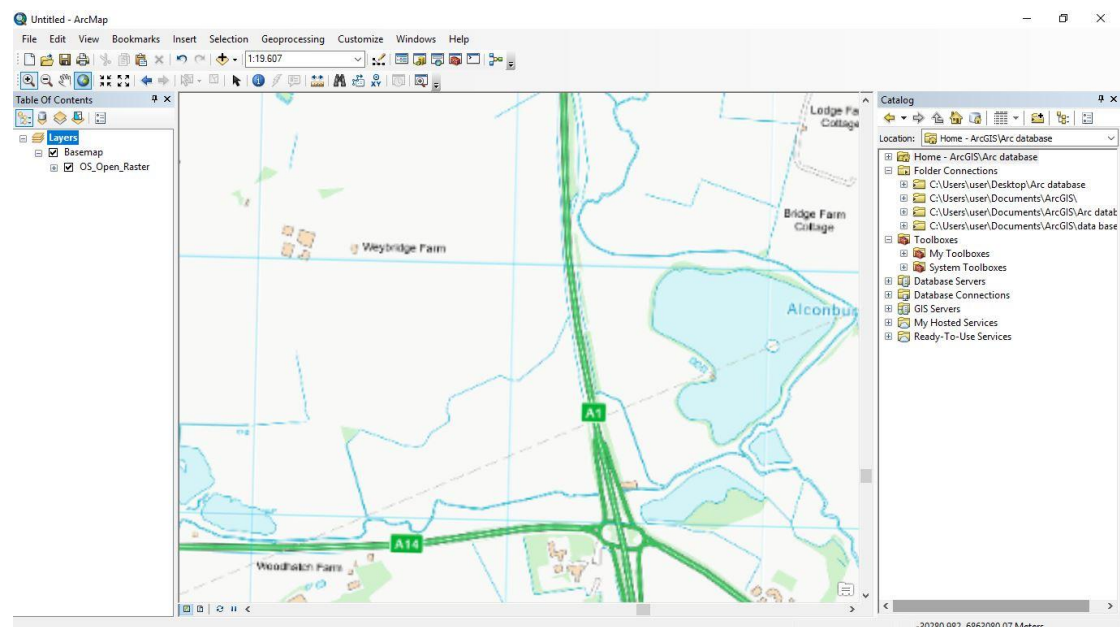 Untitled - ArcMap
File Edit View Bookmarks Insert Selection Geoprocessing Customize Windows Help
1:19.607
Table Of Contents
Layers
Basemap
OS_Open_Raster
Lodge Fa
Cottage
Bridge Farm
Cottage
Weybridge Farm
Alconbu
A1
A14
Woodhatch Farm
Catalog
Location: Home - ArcGIS\Arc database
Home - ArcGIS\Arc database
Folder Connections
C:\Users\user\Desktop\Arc database
C:\Users\user\Documents\ArcGIS\
C:\Users\user\Documents\ArcGIS\Arc datab
C:\Users\user\Documents\ArcGIS\data base
Toolboxes
My Toolboxes
System Toolboxes
Database Servers
Database Connections
GIS Servers
My Hosted Services
Ready-To-Use Services